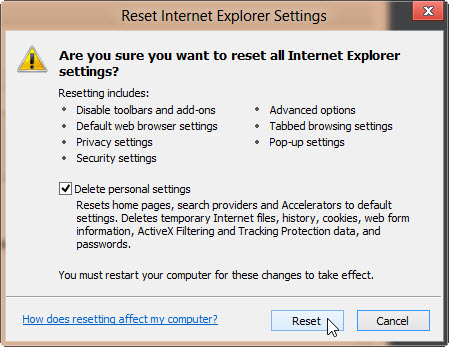 Reset Internet Explorer Settings
Are you sure you want to reset all Internet Explorer
settings?
Resetting includes:
• Disable toolbars and add-ons
• Default web browser settings
• Privacy settings
• Security settings
• Advanced options
• Tabbed browsing settings
• Pop-up settings
Delete personal settings
Resets home pages, search providers and Accelerators to default
settings. Deletes temporary Internet files, history, cookies, web form
information, ActiveX Filtering and Tracking Protection data, and
passwords.
You must restart your computer for these changes to take effect.
How does resetting affect my computer?
Reset
Cancel